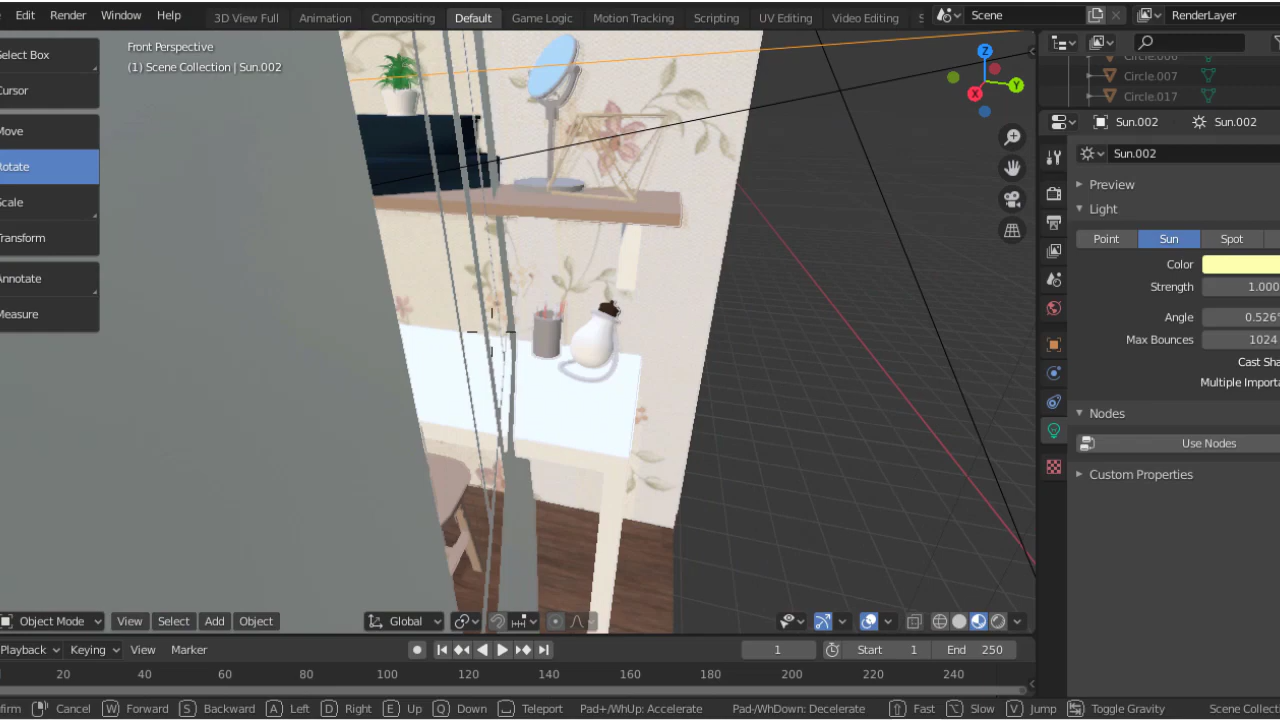 Edit Render Window Help 3D View Full Animation Compositing Default Game Logic Motion Tracking Scripting UV Editing Video Editing Scene RenderLayer
Select Box
Cursor
Move
Rotate
Scale
Transform
Annotate
Measure
Front Perspective
(1) Scene Collection | Sun.002
Z
Y
X
Circle.006
Circle.007
Circle.017
Sun.002 Sun.002
Sun.002
Preview
Light
Point Sun Spot
Color
Strength 1.000
Angle 0.526°
Max Bounces 1024
Cast Sha
Multiple Importa
Nodes
Use Nodes
Custom Properties
Object Mode View Select Add Object Global
Playback Keying View Marker 1 Start 1 End 250
20 40 60 80 100 120 140 160 180 200 220 240
firm Cancel W Forward S Backward A Left D Right E Up Q Down Teleport Pad+/WhUp: Accelerate Pad/WhDown: Decelerate Fast Slow V Jump Toggle Gravity Scene Collect